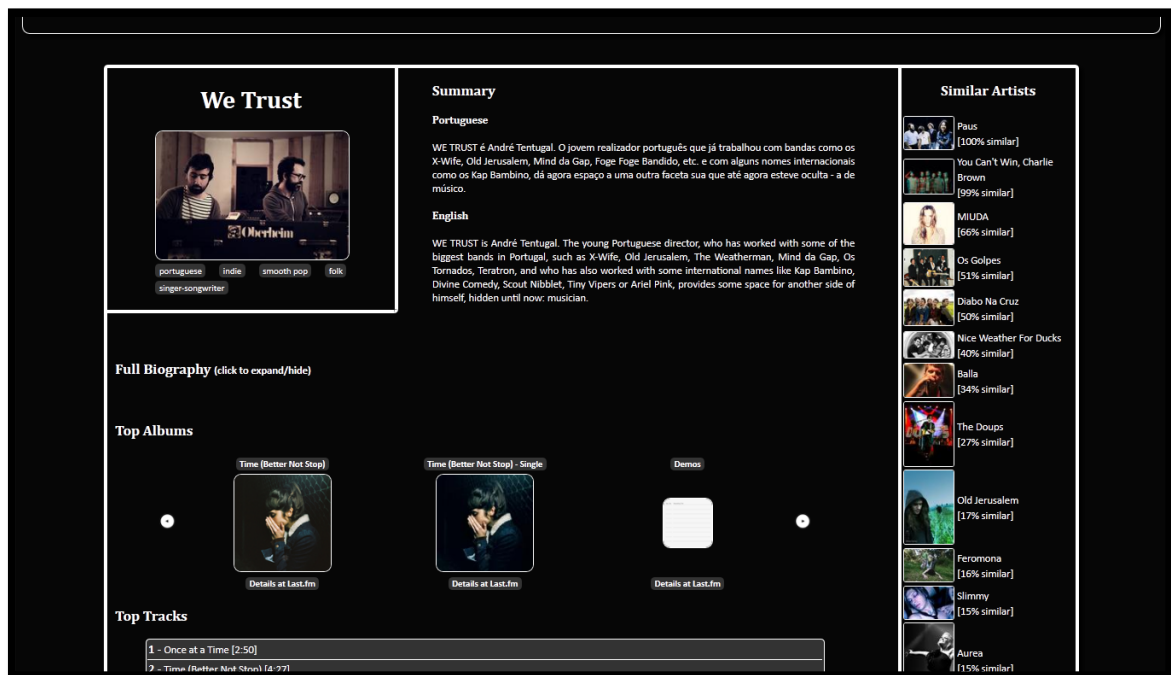 We Trust
Oberheim
portuguese indie smooth pop folk
singer-songwriter
Summary
Portuguese
WE TRUST é André Tentugal. O jovem realizador português que já trabalhou com bandas como os
X-Wife, Old Jerusalem, Mind da Gap, Foge Foge Bandido, etc. e com alguns nomes internacionais
como os Kap Bambino, dá agora espaço a uma outra faceta sua que até agora esteve oculta - a de
músico.
English
WE TRUST is André Tentugal. The young Portuguese director, who has worked with some of the
biggest bands in Portugal, such as X-Wife, Old Jerusalem, The Weatherman, Mind da Gap, Os
Tornados, Teratron, and who has also worked with some international names like Kap Bambino,
Divine Comedy, Scout Nibblet, Tiny Vipers or Ariel Pink, provides some space for another side of
himself, hidden until now: musician.
Full Biography (click to expand/hide)
Top Albums
Time (Better Not Stop)
Details at Last.fm
Time (Better Not Stop) - Single
Details at Last.fm
Demos
Details at Last.fm
Top Tracks
1 - Once at a Time [2:50]
2 - Time (Better Not Stop) [4:27]
Similar Artists
Paus
[100% similar]
You Can't Win, Charlie
Brown
[99% similar]
MIUDA
[66% similar]
Os Golpes
[51% similar]
Diabo Na Cruz
[50% similar]
Nice Weather For Ducks
[40% similar]
Balla
[34% similar]
The Doups
[27% similar]
Old Jerusalem
[17% similar]
Feromona
[16% similar]
Slimmy
[15% similar]
Aurea
[15% similar]